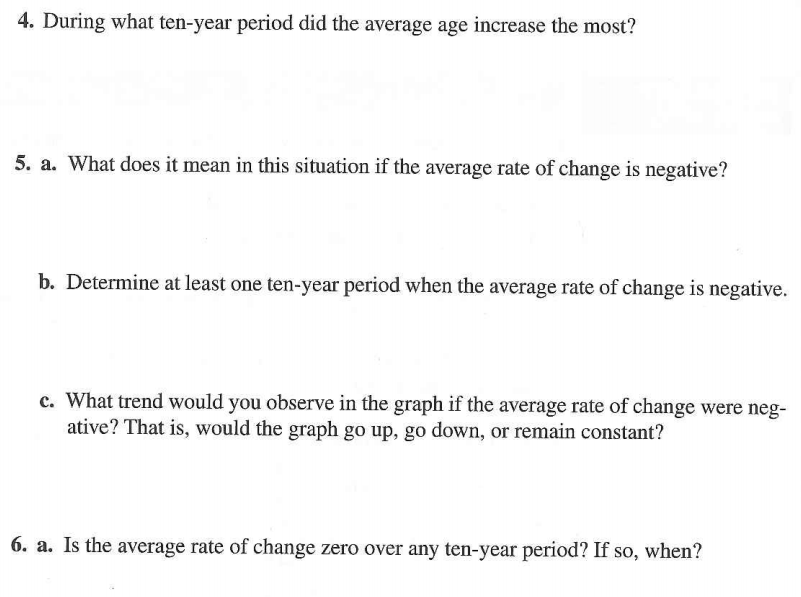 4. During what ten-year period did the average age increase the most?
5. a. What does it mean in this situation if the average rate of change is negative?
b. Determine at least one ten-year period when the average rate of change is negative.
c. What trend would you observe in the graph if the average rate of change were neg-
ative? That is, would the graph go up, go down, or remain constant?
6. a. Is the average rate of change zero over any ten-year period? If so, when?